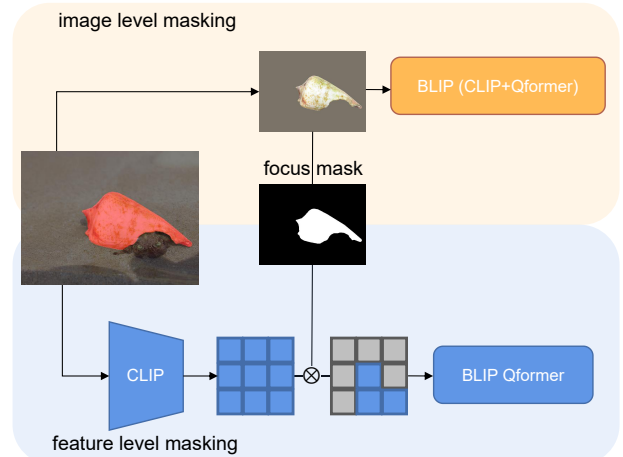 image level masking
BLIP (CLIP+Qformer)
focus mask
CLIP
BLIP Qformer
feature level masking